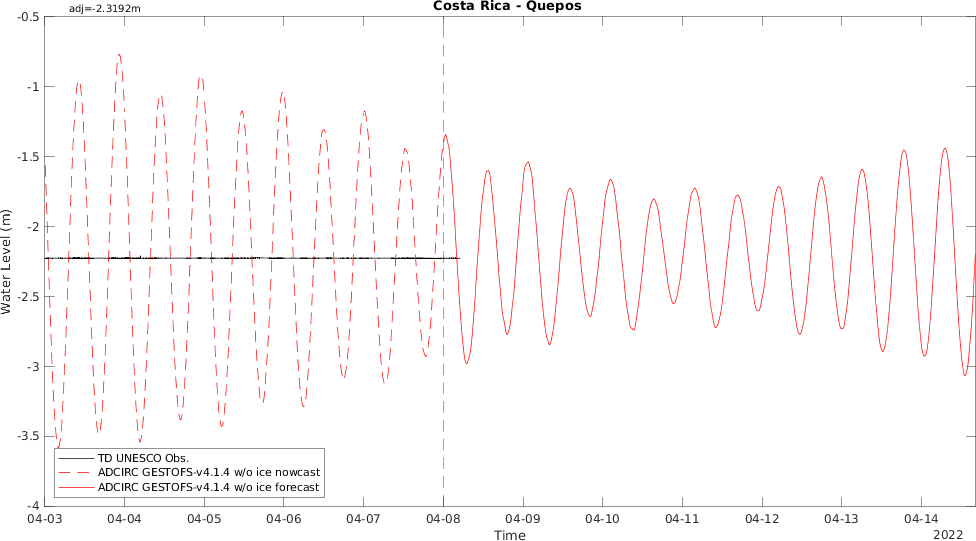 Costa Rica - Quepos
adj=-2.3192m
-0.5
-1
-1.5
-2
-2.5
-3
-3.5
-4
Water Level (m)
TD UNESCO Obs.
ADCIRC GESTOFS-v4.1.4 w/o ice nowcast
ADCIRC GESTOFS-v4.1.4 w/o ice forecast
04-03 04-04 04-05 04-06 04-07 04-08 04-09 04-10 04-11 04-12 04-13 04-14
Time
2022